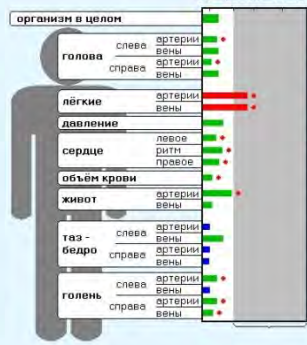 организм в целом
голова
слева
артерии
вены
справа
артерии
вены
лёгкие
артерии
вены
давление
сердце
левое
ритм
правое
объём крови
живот
артерии
вены
таз -
бедро
слева
артерии
вены
справа
артерии
вены
голень
слева
артерии
вены
справа
артерии
вены